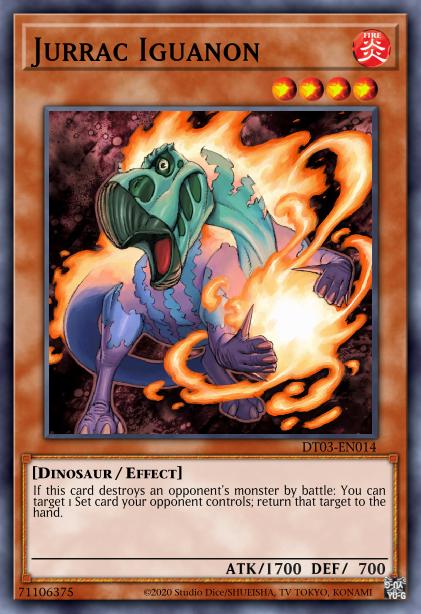 JURRAC IGUANON
FIRE
炎
DT03-EN014
[DINOSAUR / EFFECT]
If this card destroys an opponent's monster by battle: You can
target 1 Set card your opponent controls; return that target to the
hand.
ATK/1700 DEF/ 700
71106375
©2020 Studio Dice/SHUEISHA, TV TOKYO, KONAMI